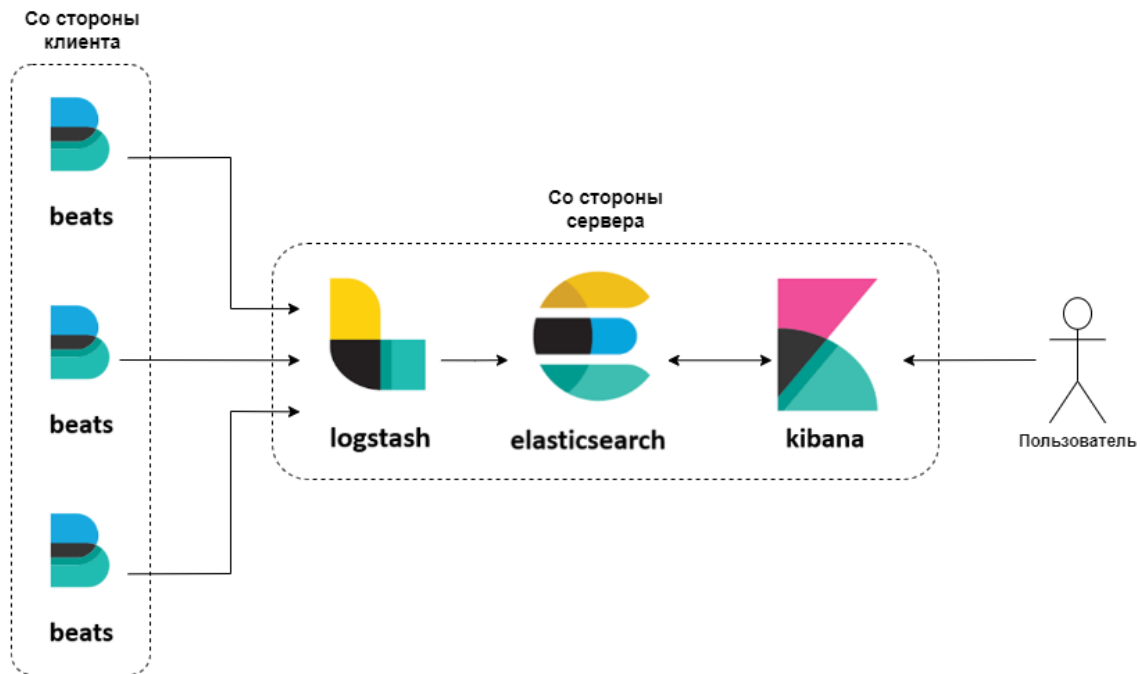 Со стороны
клиента
beats
beats
beats
Со стороны
сервера
logstash
elasticsearch
kibana
Пользователь